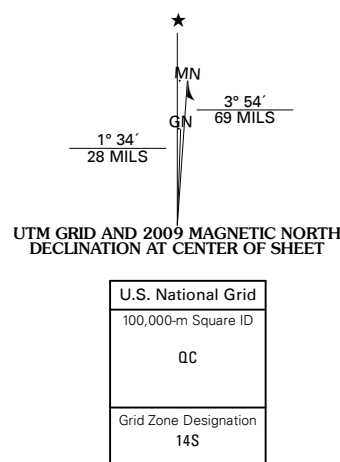 ★
MN
3° 54´
69 MILS
GN
1° 34´
28 MILS
UTM GRID AND 2009 MAGNETIC NORTH
DECLINATION AT CENTER OF SHEET
U.S. National Grid
100,000-m Square ID
QC
Grid Zone Designation
14S